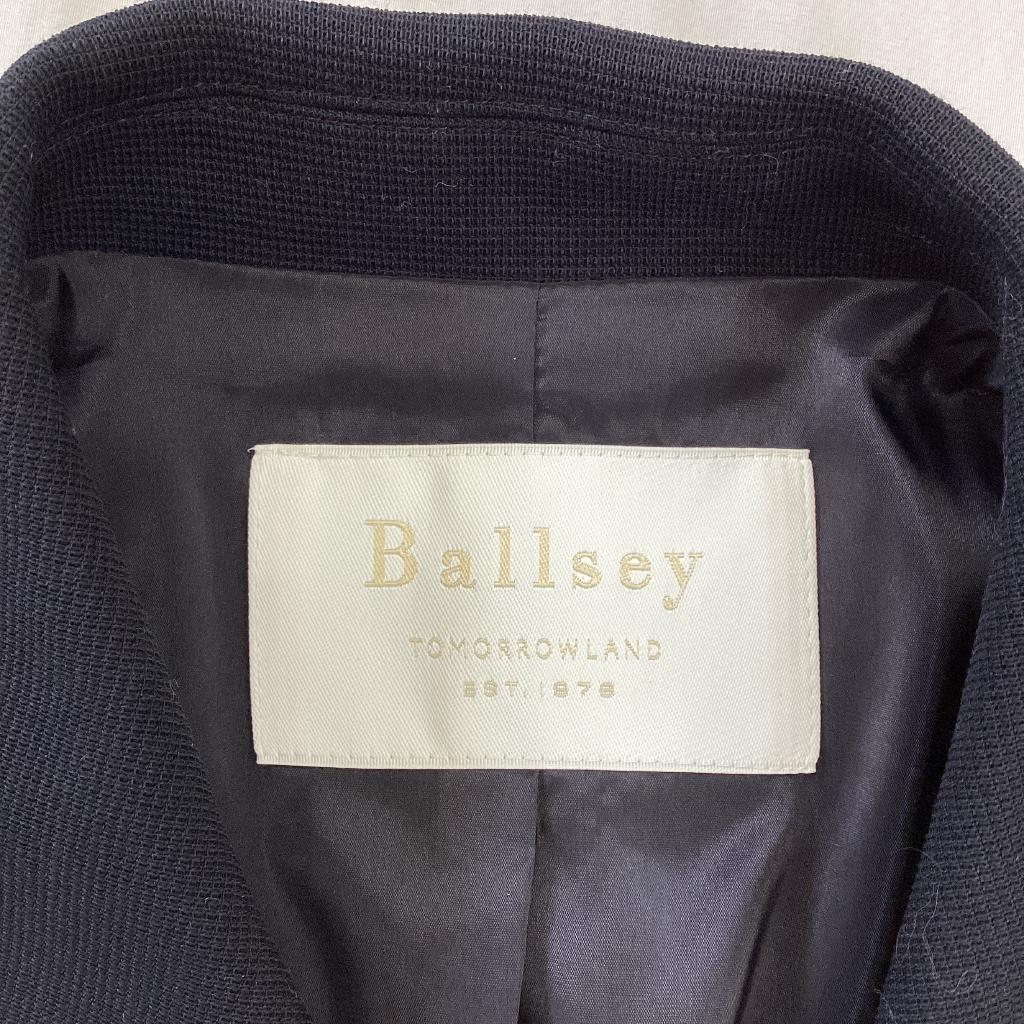 Ballsey
TOMORROWLAND
EST. 1978